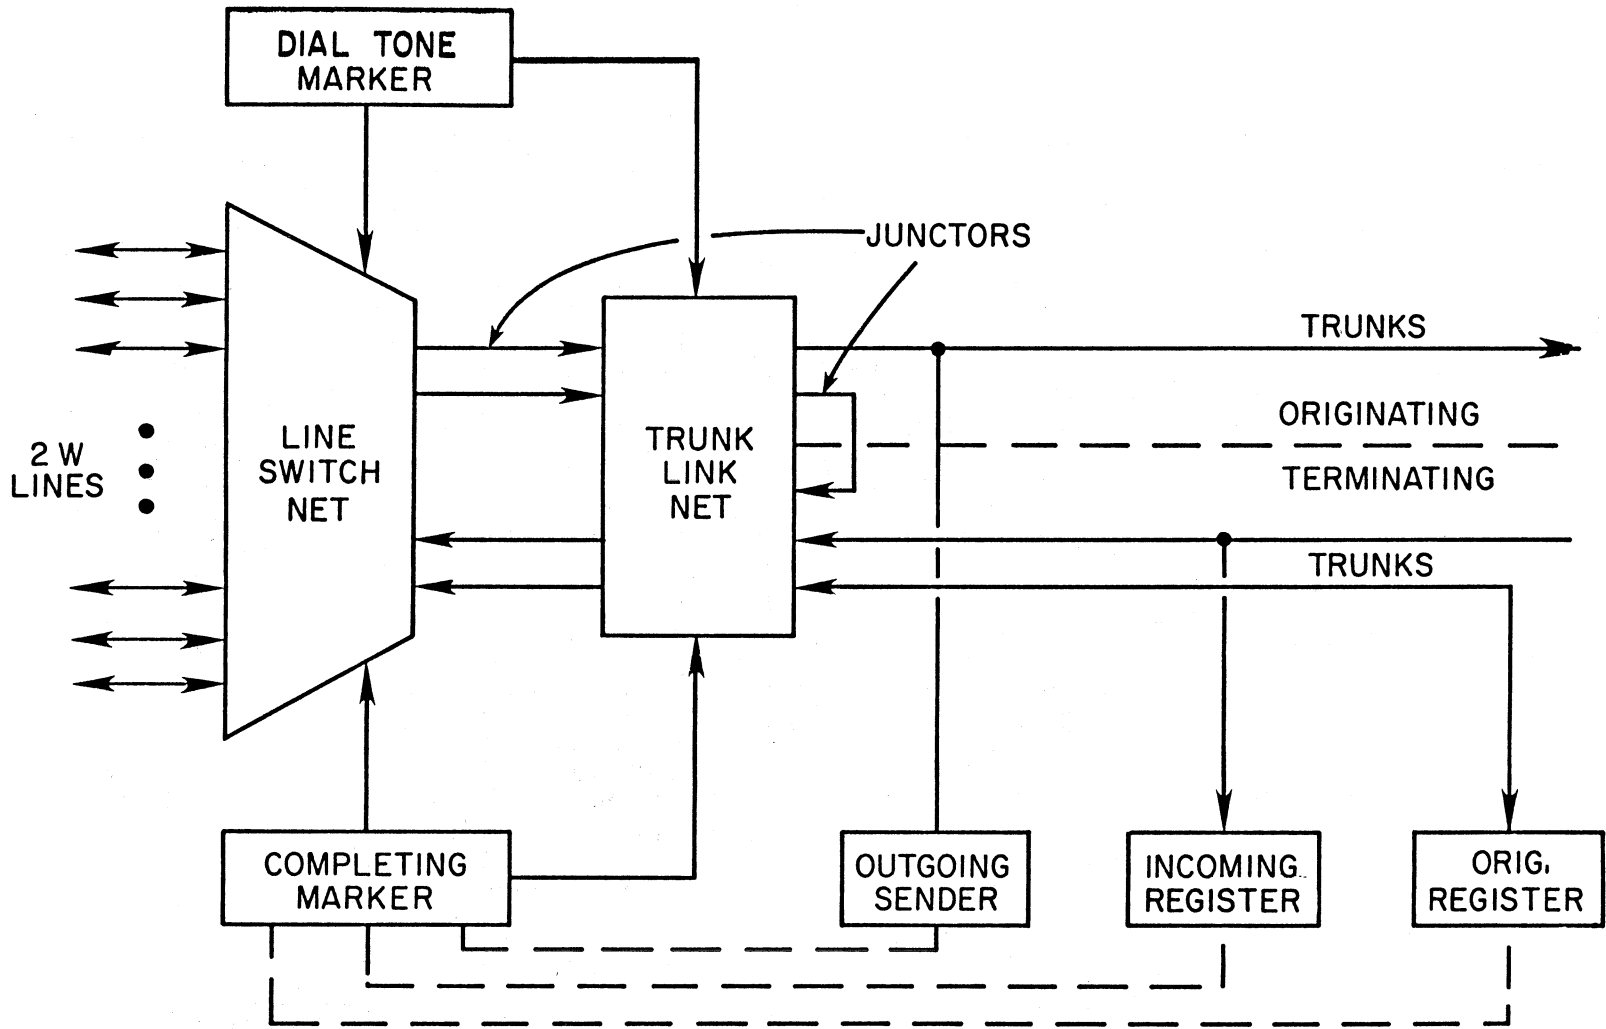 DIAL TONE
MARKER
JUNCTORS
TRUNKS
ORIGINATING
TERMINATING
TRUNKS
2 W
LINES
LINE
SWITCH
NET
TRUNK
LINK
NET
COMPLETING
MARKER
OUTGOING
SENDER
INCOMING
REGISTER
ORIG.
REGISTER